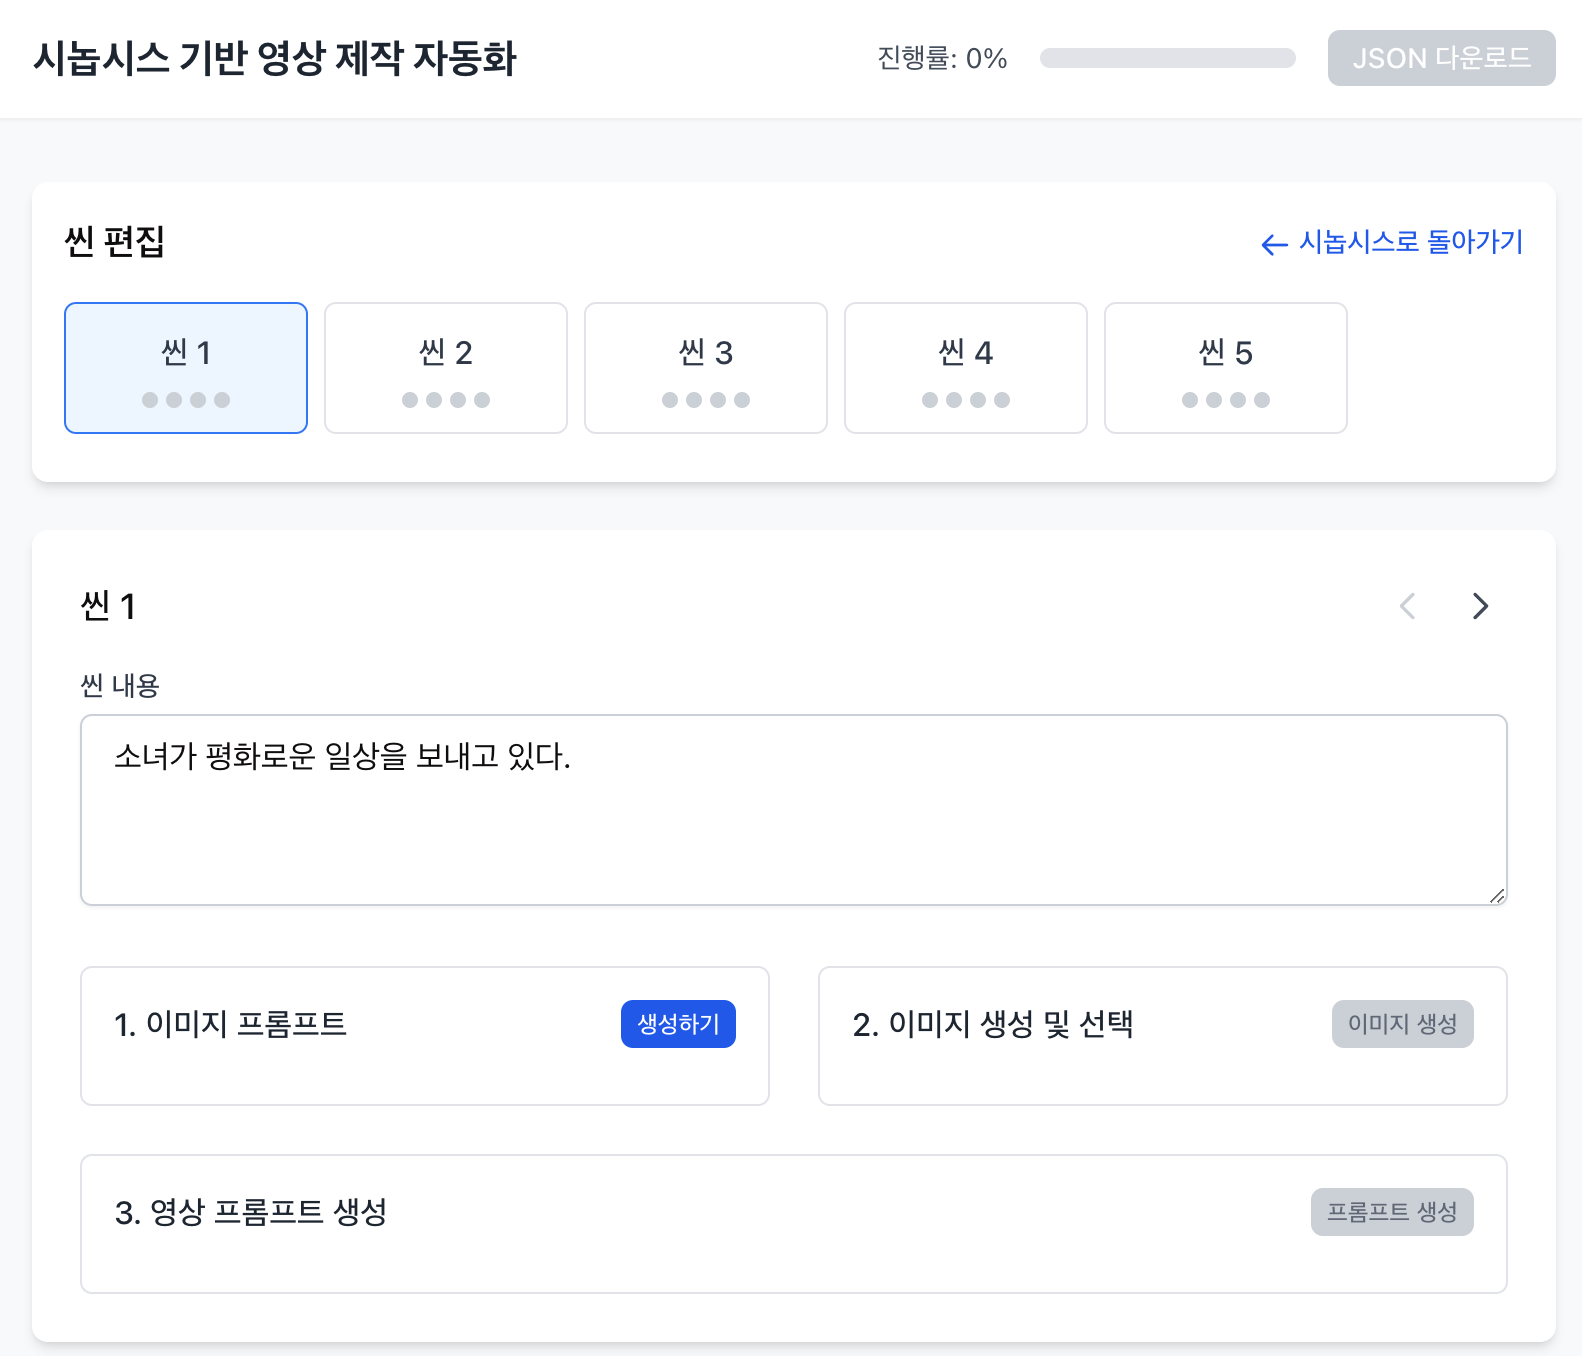 시놉시스 기반 영상 제작 자동화
진행률: 0%
JSON 다운로드
씬 편집
← 시놉시스로 돌아가기
씬 1
씬 2
씬 3
씬 4
씬 5
씬 1
씬 내용
소녀가 평화로운 일상을 보내고 있다.
1. 이미지 프롬프트
생성하기
2. 이미지 생성 및 선택
이미지 생성
3. 영상 프롬프트 생성
프롬프트 생성